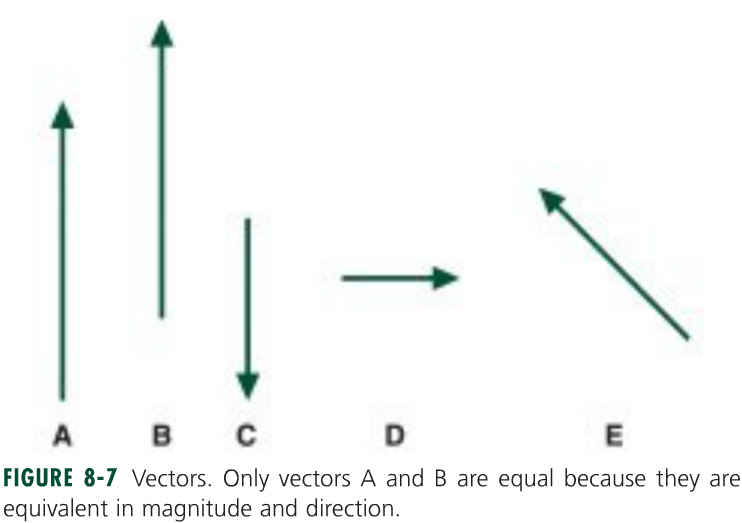 A B C D E
FIGURE 8-7 Vectors. Only vectors A and B are equal because they are
equivalent in magnitude and direction.